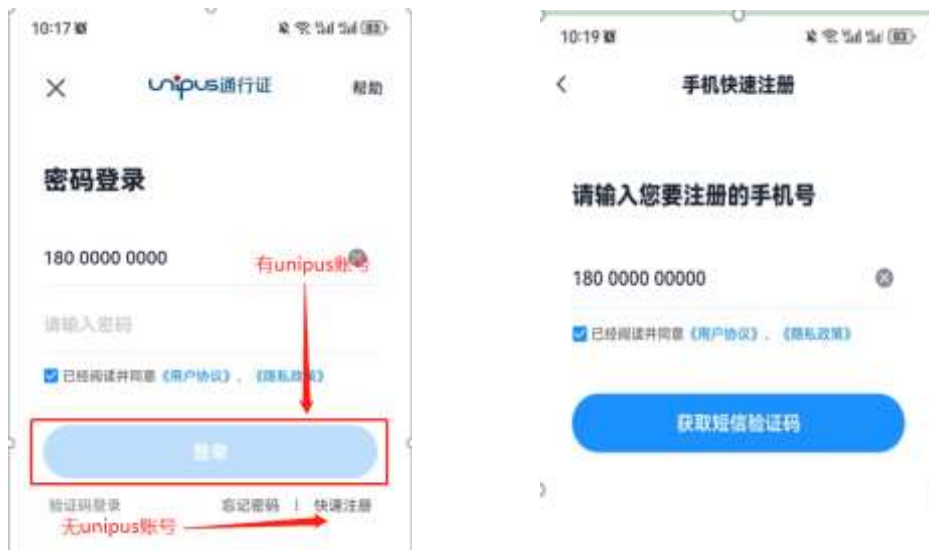 10:17
83
unipus通行证
帮助
密码登录
180 0000 0000
有unipus账号
请输入密码
已经阅读并同意《用户协议》、《隐私政策》
登录
验证码登录
忘记密码 | 快速注册
无unipus账号
10:19
83
手机快速注册
请输入您要注册的手机号
180 0000 00000
已经阅读并同意《用户协议》、《隐私政策》
获取短信验证码